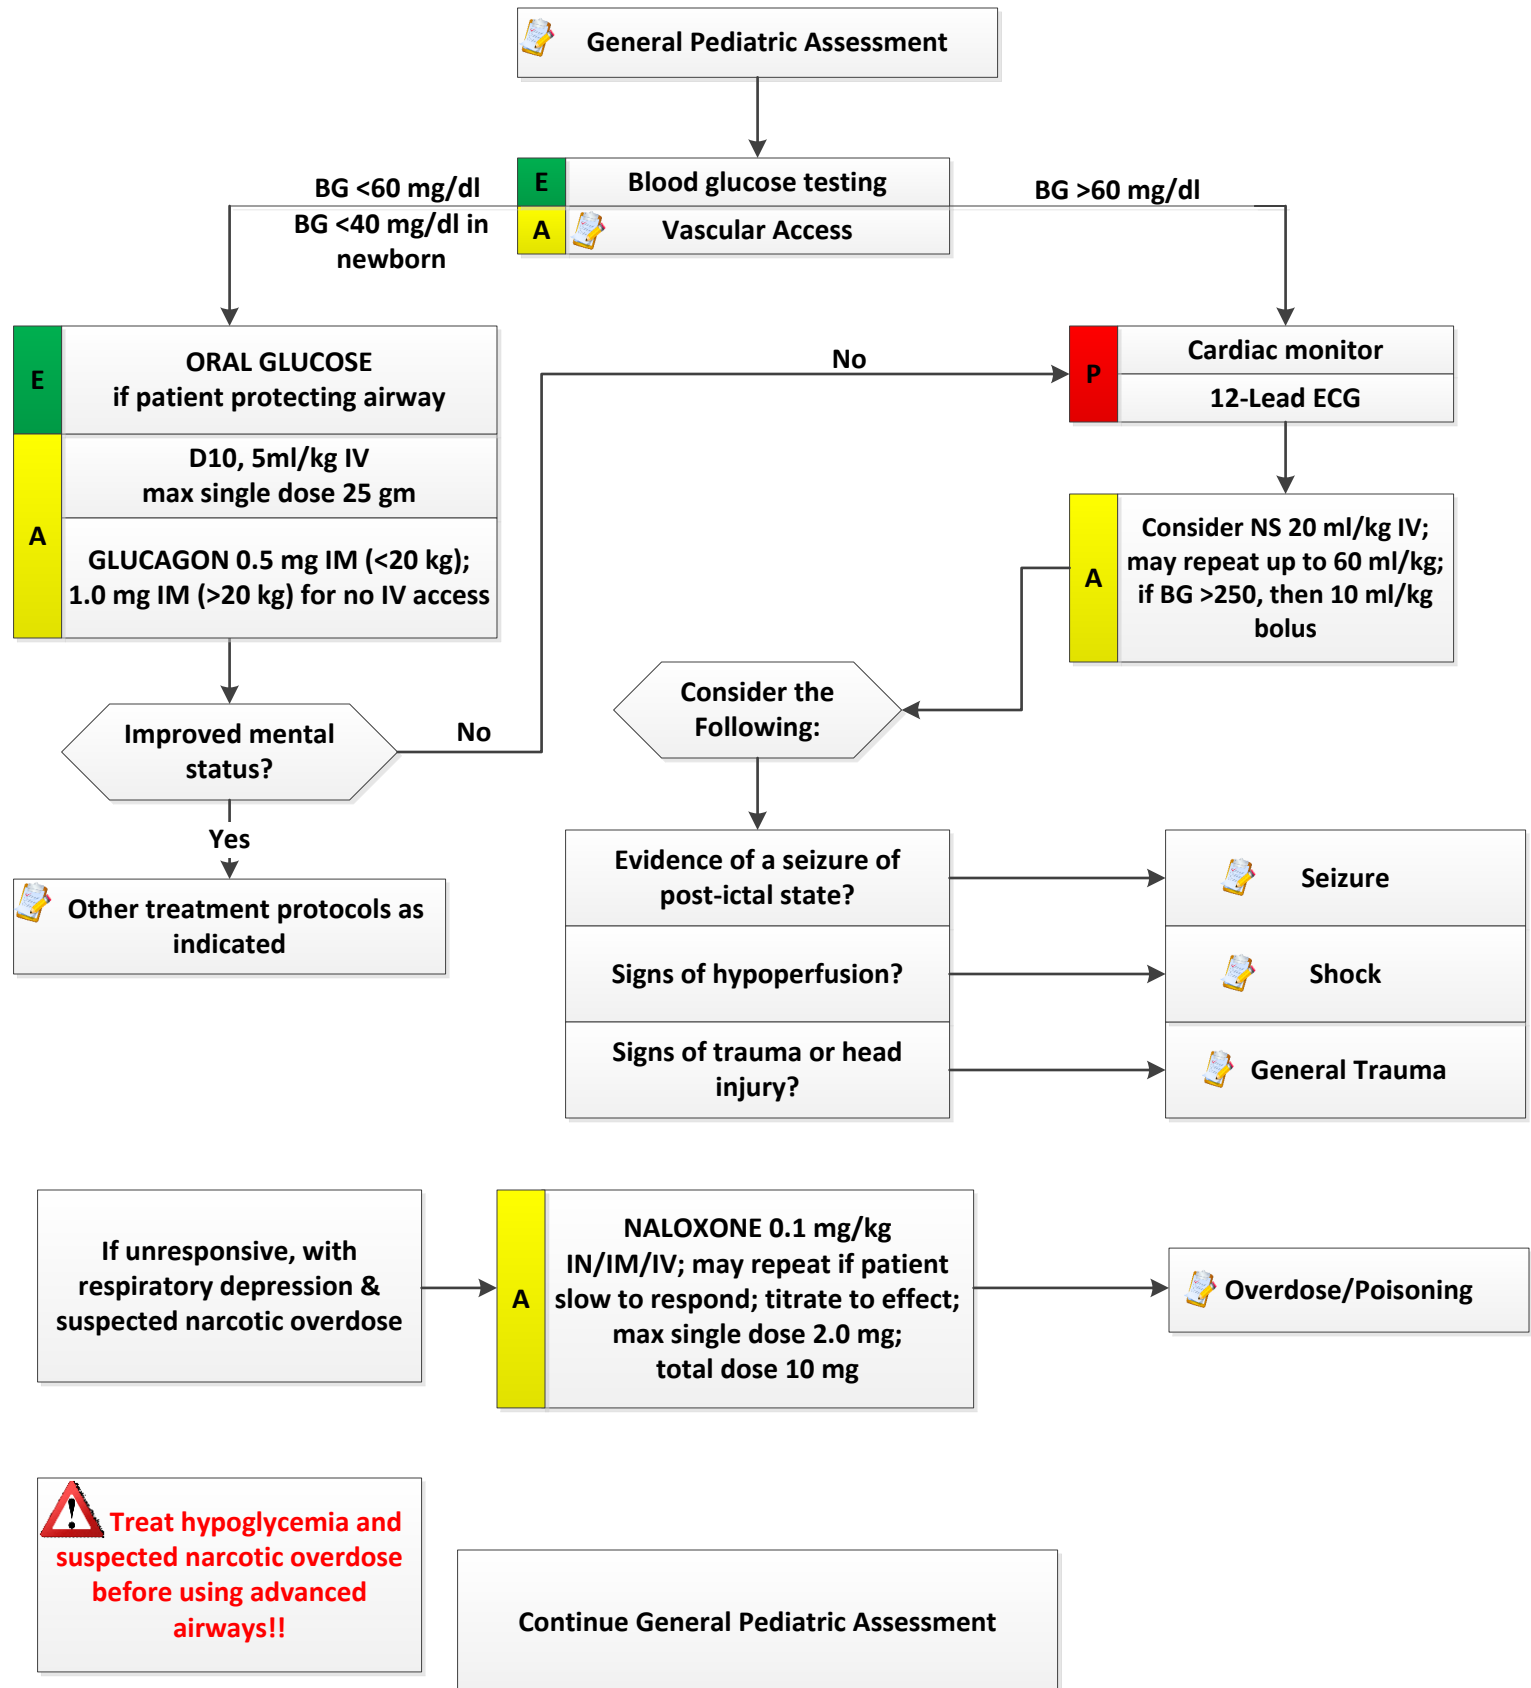 General Pediatric Assessment
BG <60 mg/dl
BG <40 mg/dl in
newborn
E
Blood glucose testing
A
Vascular Access
BG >60 mg/dl
E
ORAL GLUCOSE
if patient protecting airway
A
D10, 5ml/kg IV
max single dose 25 gm
GLUCAGON 0.5 mg IM (<20 kg);
1.0 mg IM (>20 kg) for no IV access
No
P
Cardiac monitor
12-Lead ECG
A
Consider NS 20 ml/kg IV;
may repeat up to 60 ml/kg;
if BG >250, then 10 ml/kg
bolus
Improved mental
status?
No
Yes
Other treatment protocols as
indicated
Consider the
Following:
Evidence of a seizure of
post-ictal state?
Seizure
Signs of hypoperfusion?
Shock
Signs of trauma or head
injury?
General Trauma
If unresponsive, with
respiratory depression &
suspected narcotic overdose
A
NALOXONE 0.1 mg/kg
IN/IM/IV; may repeat if patient
slow to respond; titrate to effect;
max single dose 2.0 mg;
total dose 10 mg
Overdose/Poisoning
Treat hypoglycemia and
suspected narcotic overdose
before using advanced
airways!!
Continue General Pediatric Assessment